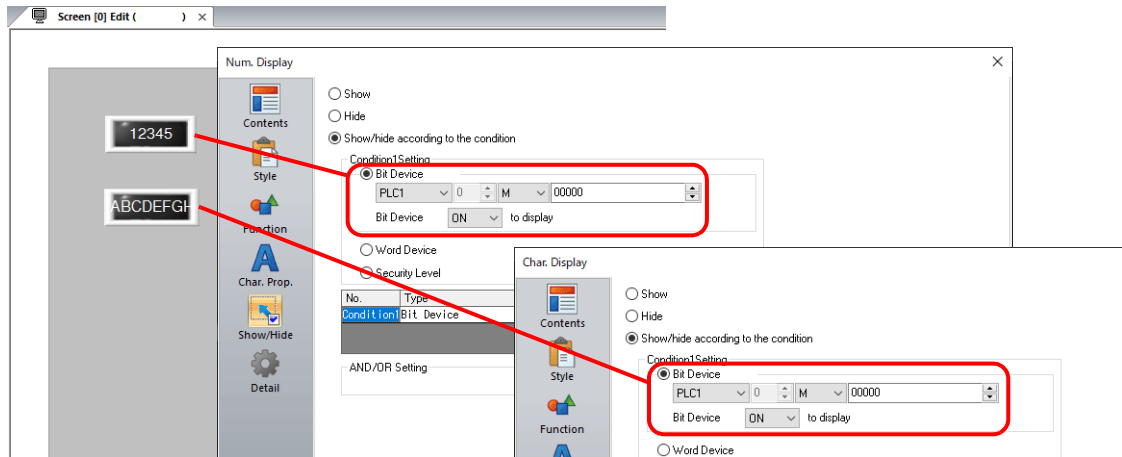 Screen [0] Edit ( )
Num. Display
Contents
Style
Function
Char. Prop.
Show/Hide
Detail
12345
ABCDEFGH
Show
Hide
Show/hide according to the condition
Condition1Setting
Bit Device
PLC1 0 M 00000
Bit Device ON to display
Word Device
Security Level
No. Type
Condition1 Bit Device
AND/OR Setting
Char. Display
Contents
Style
Function
Show
Hide
Show/hide according to the condition
Condition1Setting
Bit Device
PLC1 0 M 00000
Bit Device ON to display
Word Device